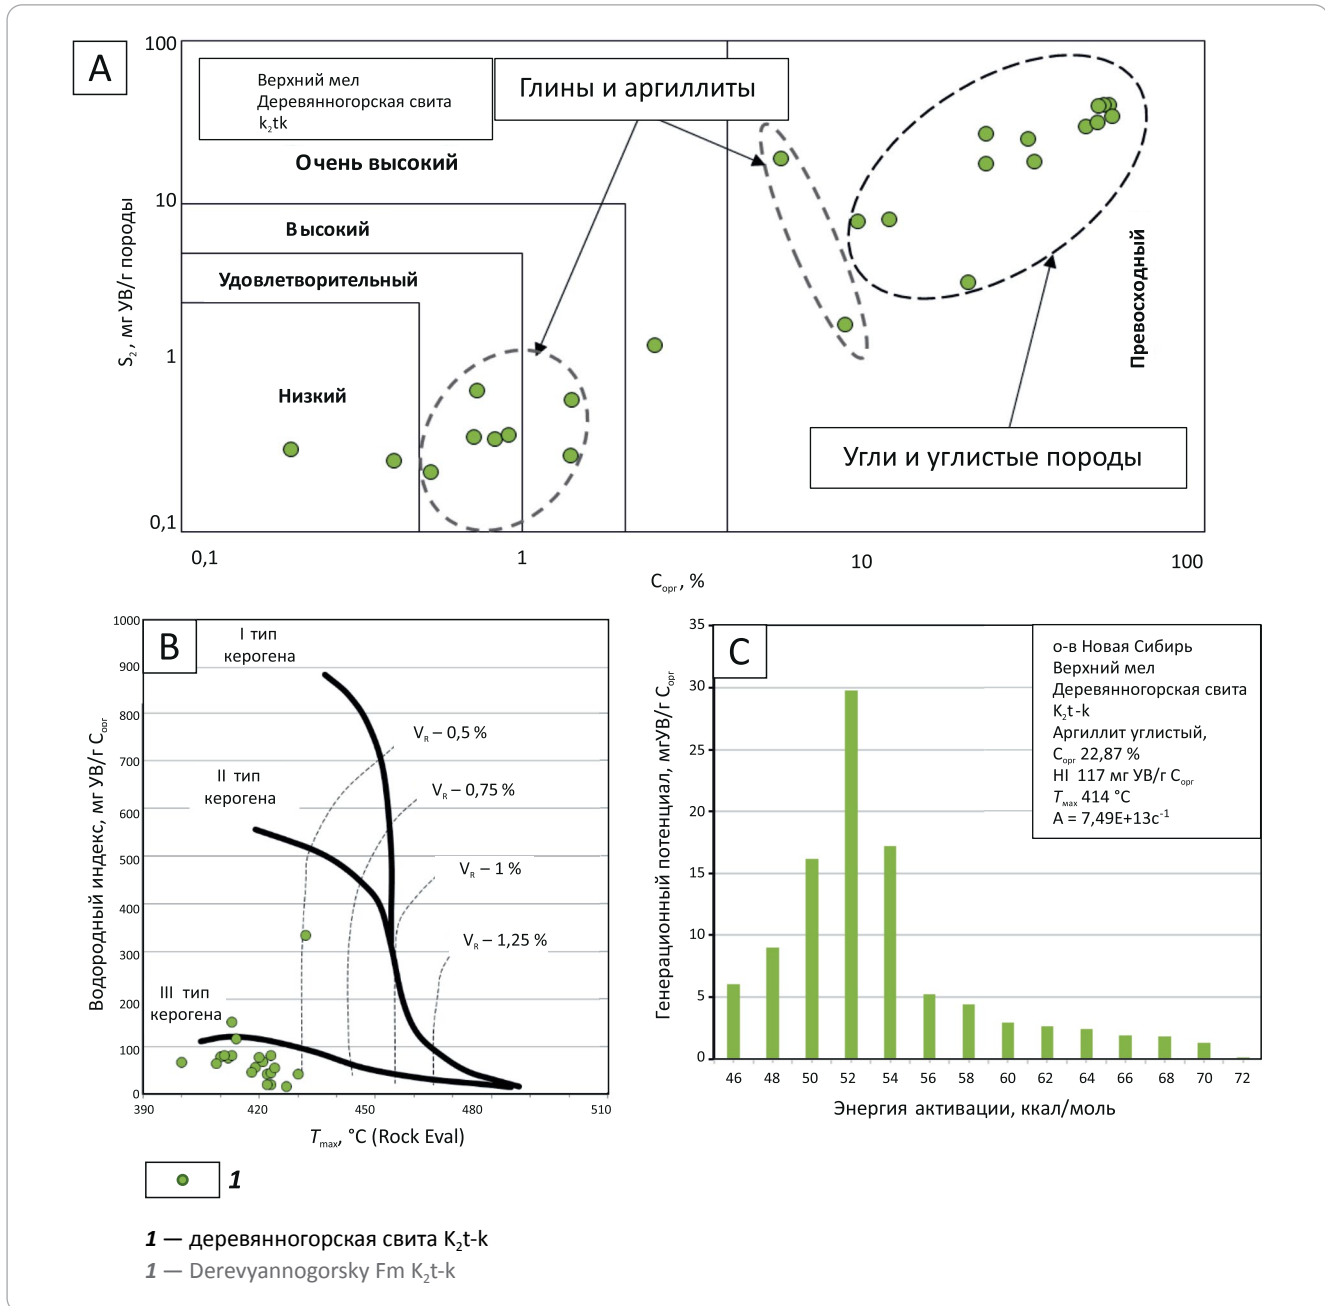 A
100
10
1
0,1
S₂, мг УВ/г породы
Верхний мел
Деревянногорская свита
k₂tk
Глины и аргиллиты
Очень высокий
Высокий
Удовлетворительный
Низкий
Превосходный
Угли и углистые породы
0,1
1
10
100
Cорг, %
B
1000
900
800
700
600
500
400
300
200
100
0
Водородный индекс, мг УВ/г Cорг
I тип
керогена
II тип
керогена
III тип
керогена
VR – 0,5 %
VR – 0,75 %
VR – 1 %
VR – 1,25 %
390
420
450
480
510
Tmax, °C (Rock Eval)
C
35
30
25
20
15
10
5
0
Генерационный потенциал, мгУВ/г Cорг
о-в Новая Сибирь
Верхний мел
Деревянногорская свита
K₂t-k
Аргиллит углистый,
Cорг 22,87 %
HI 117 мг УВ/г Cорг
Tмах 414 °C
A = 7,49E+13c⁻¹
46 48 50 52 54 56 58 60 62 64 66 68 70 72
Энергия активации, ккал/моль
1
1 — деревянногорская свита K₂t-k
1 — Derevyannogorsky Fm K₂t-k